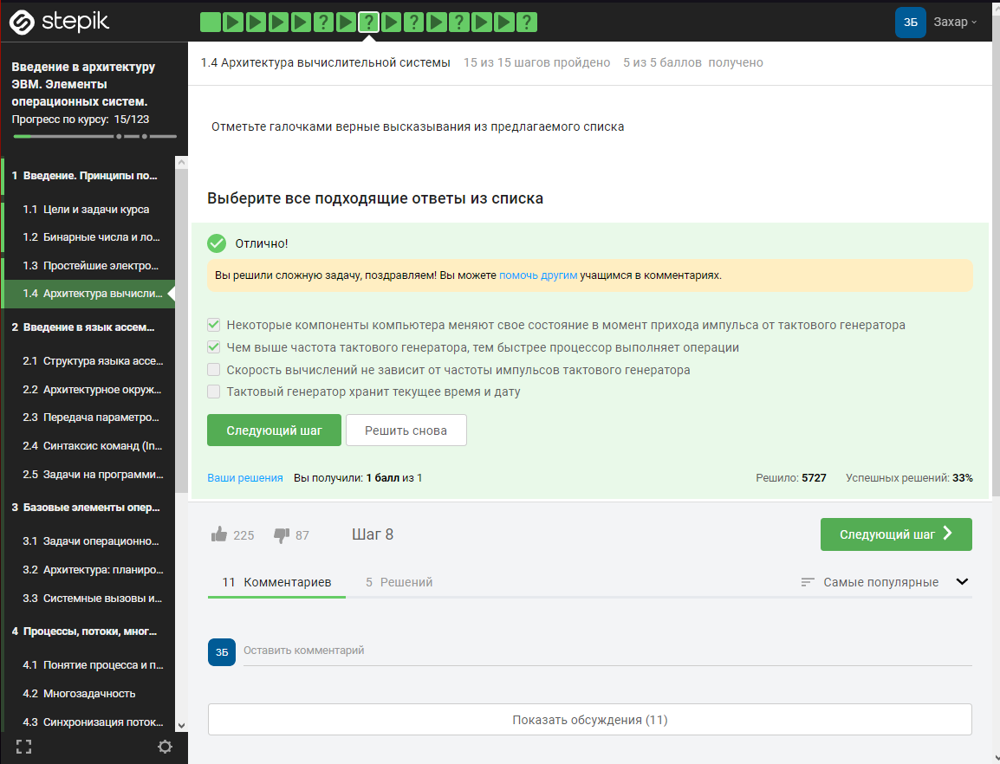 stepik
ЗБ Захар
Введение в архитектуру
ЭВМ. Элементы
операционных систем.
Прогресс по курсу: 15/123
1 Введение. Принципы по...
1.1 Цели и задачи курса
1.2 Бинарные числа и ло...
1.3 Простейшие электро...
1.4 Архитектура вычисли...
2 Введение в язык ассем...
2.1 Структура языка ассе...
2.2 Архитектурное окруж...
2.3 Передача параметро...
2.4 Синтаксис команд (In...
2.5 Задачи на программи...
3 Базовые элементы опер...
3.1 Задачи операционно...
3.2 Архитектура: планиро...
3.3 Системные вызовы и...
4 Процессы, потоки, мног...
4.1 Понятие процесса и п...
4.2 Многозадачность
4.3 Синхронизация поток...
1.4 Архитектура вычислительной системы 15 из 15 шагов пройдено 5 из 5 баллов получено
Отметьте галочками верные высказывания из предлагаемого списка
Выберите все подходящие ответы из списка
Отлично!
Вы решили сложную задачу, поздравляем! Вы можете помочь другим учащимся в комментариях.
Некоторые компоненты компьютера меняют свое состояние в момент прихода импульса от тактового генератора
Чем выше частота тактового генератора, тем быстрее процессор выполняет операции
Скорость вычислений не зависит от частоты импульсов тактового генератора
Тактовый генератор хранит текущее время и дату
Следующий шаг Решить снова
Ваши решения Вы получили: 1 балл из 1 Решило: 5727 Успешных решений: 33%
225 87 Шаг 8 Следующий шаг
11 Комментариев 5 Решений Самые популярные
ЗБ Оставить комментарий
Показать обсуждения (11)